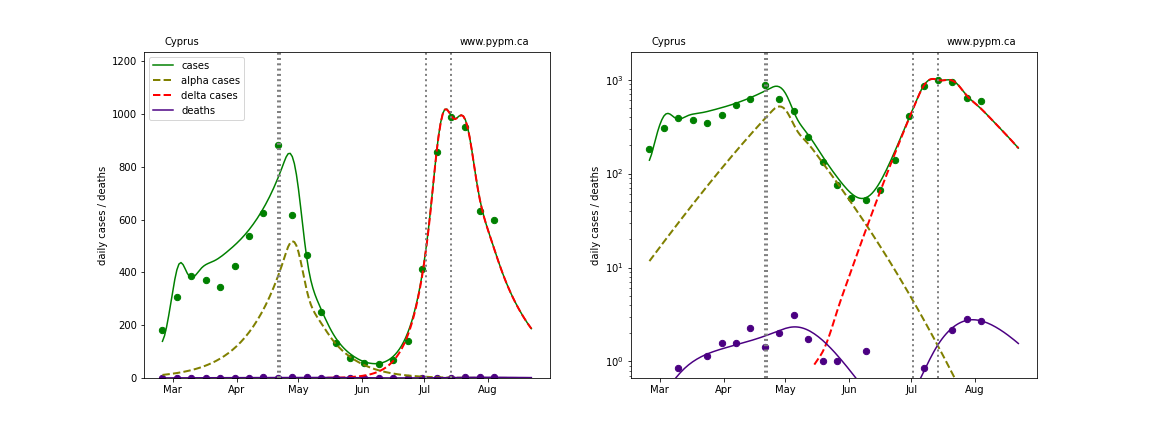 Cyprus www.pypm.ca
1200
1000
800
600
400
200
0
daily cases / deaths
cases
alpha cases
delta cases
deaths
Mar Apr May Jun Jul Aug
Cyprus www.pypm.ca
10³
10²
10¹
10⁰
daily cases / deaths
Mar Apr May Jun Jul Aug